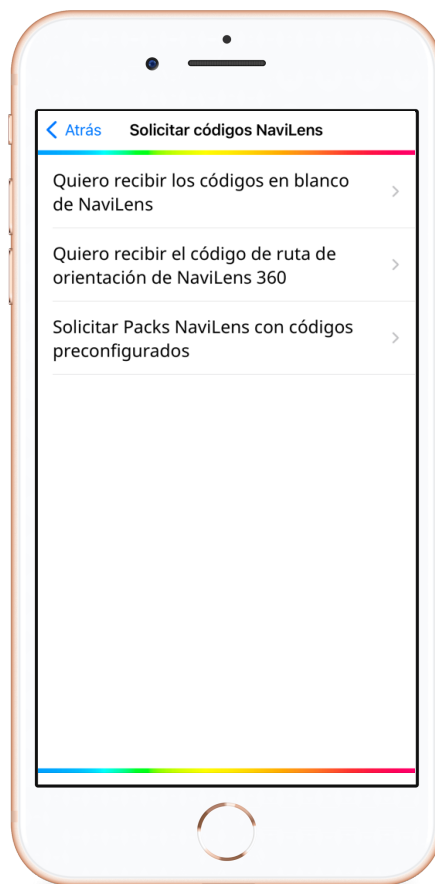 Atrás
Solicitar códigos NaviLens
Quiero recibir los códigos en blanco
de NaviLens
Quiero recibir el código de ruta de
orientación de NaviLens 360
Solicitar Packs NaviLens con códigos
preconfigurados